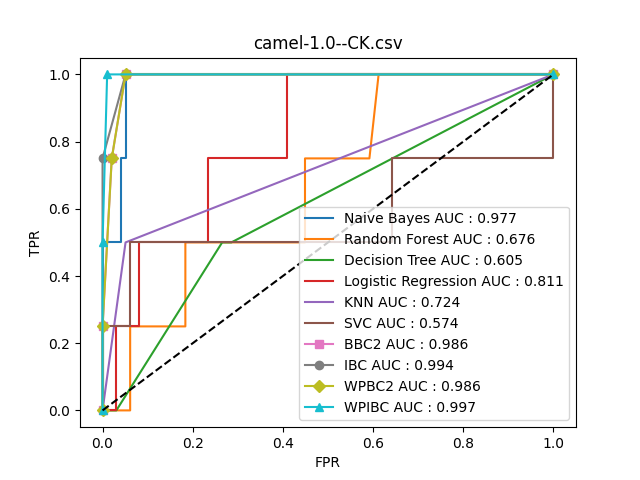 camel-1.0--CK.csv
1.0
0.8
0.6
0.4
0.2
0.0
TPR
Naive Bayes AUC : 0.977
Random Forest AUC : 0.676
Decision Tree AUC : 0.605
Logistic Regression AUC : 0.811
KNN AUC : 0.724
SVC AUC : 0.574
BBC2 AUC : 0.986
IBC AUC : 0.994
WPBC2 AUC : 0.986
WPIBC AUC : 0.997
0.0 0.2 0.4 0.6 0.8 1.0
FPR